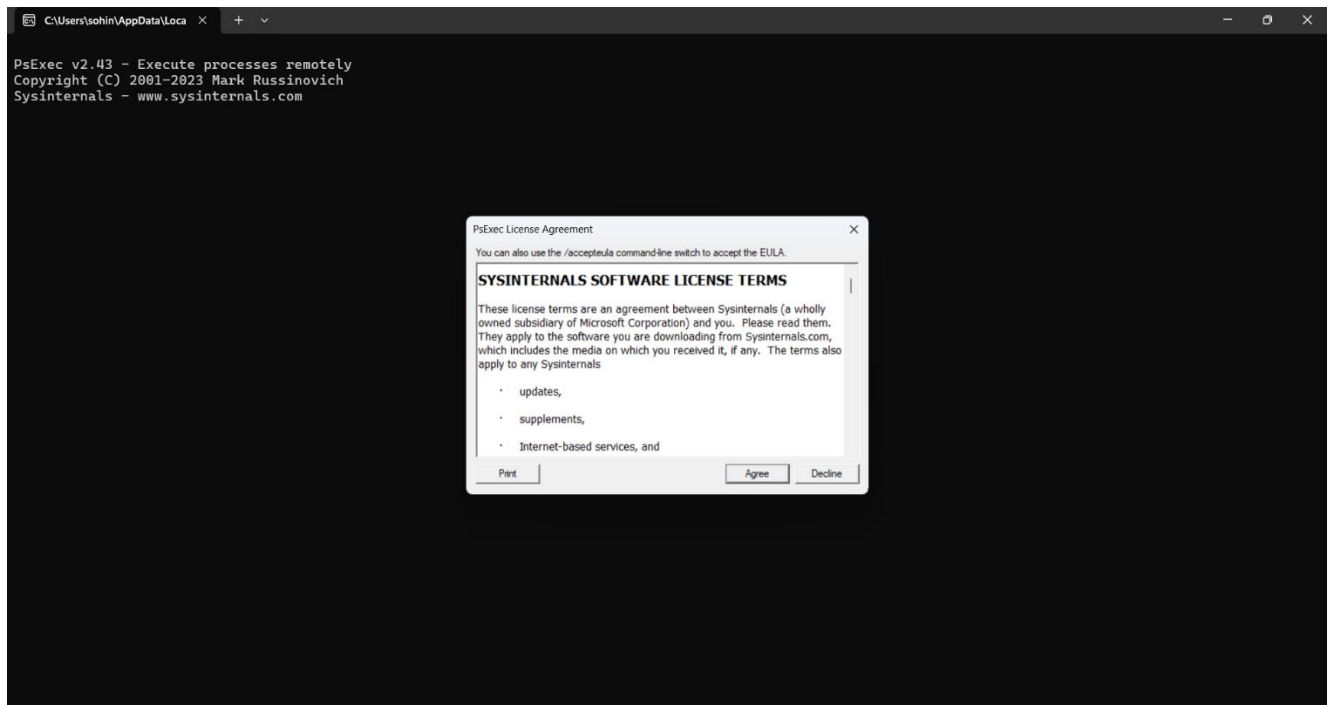 C:\Users\sohin\AppData\Loca
PsExec v2.43 - Execute processes remotely
Copyright (C) 2001-2023 Mark Russinovich
Sysinternals - www.sysinternals.com
PsExec License Agreement
You can also use the /accepteula command-line switch to accept the EULA.
SYSINTERNALS SOFTWARE LICENSE TERMS
These license terms are an agreement between Sysinternals (a wholly
owned subsidiary of Microsoft Corporation) and you. Please read them.
They apply to the software you are downloading from Sysinternals.com,
which includes the media on which you received it, if any. The terms also
apply to any Sysinternals
· updates,
· supplements,
· Internet-based services, and
Print Agree Decline